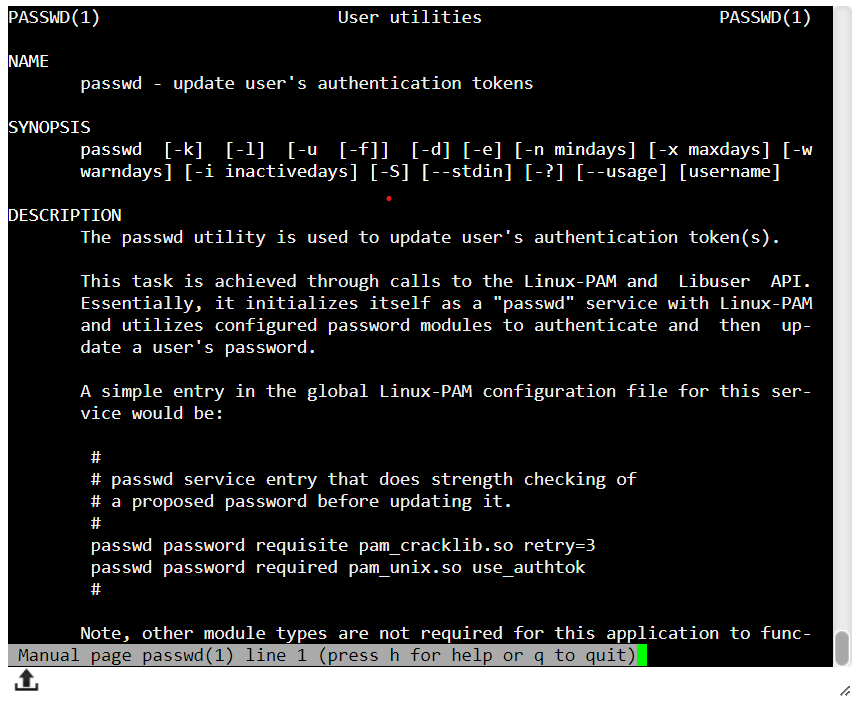 PASSWD(1) User utilities PASSWD(1)
NAME
passwd - update user's authentication tokens
SYNOPSIS
passwd [-k] [-l] [-u [-f]] [-d] [-e] [-n mindays] [-x maxdays] [-w
warndays] [-i inactivedays] [-S] [--stdin] [-?] [--usage] [username]
DESCRIPTION
The passwd utility is used to update user's authentication token(s).
This task is achieved through calls to the Linux-PAM and Libuser API.
Essentially, it initializes itself as a "passwd" service with Linux-PAM
and utilizes configured password modules to authenticate and then up-
date a user's password.
A simple entry in the global Linux-PAM configuration file for this ser-
vice would be:
#
# passwd service entry that does strength checking of
# a proposed password before updating it.
#
passwd password requisite pam_cracklib.so retry=3
passwd password required pam_unix.so use_authtok
#
Note, other module types are not required for this application to func-
Manual page passwd(1) line 1 (press h for help or q to quit)